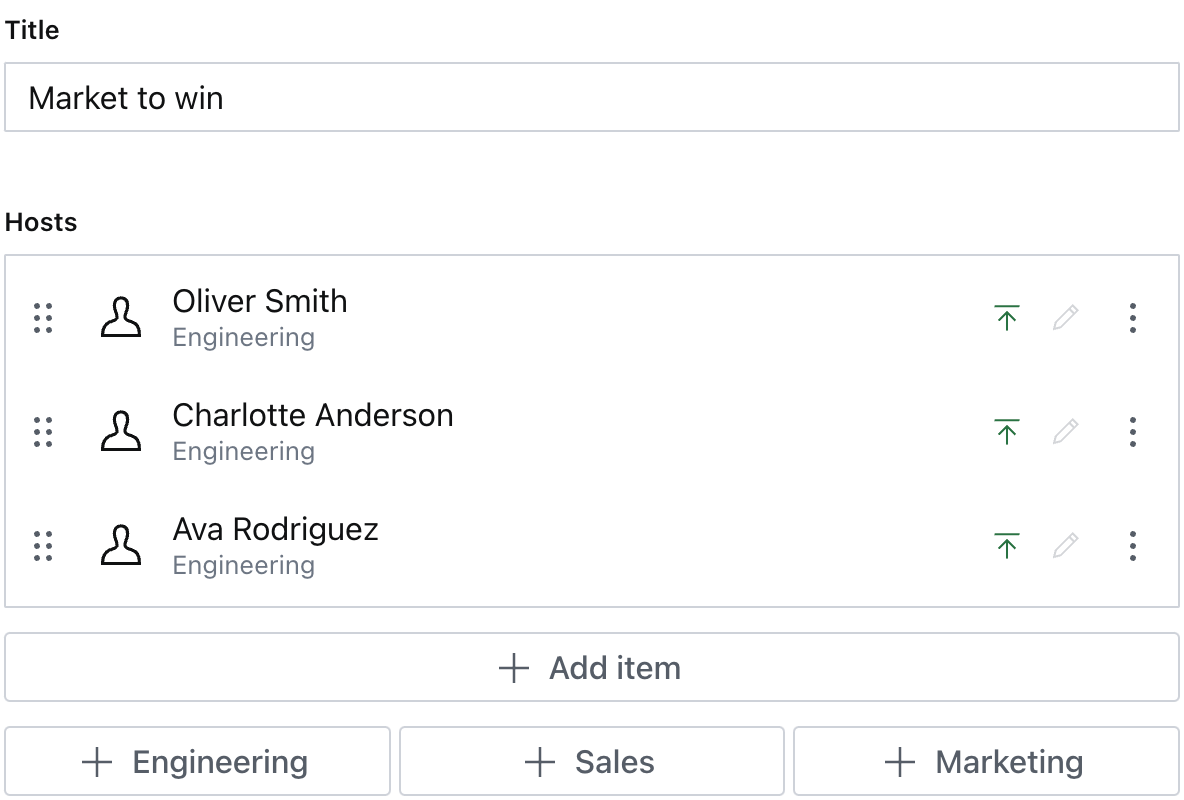 Title
Market to win
Hosts
Oliver Smith
Engineering
Charlotte Anderson
Engineering
Ava Rodriguez
Engineering
Add item
Engineering
Sales
Marketing